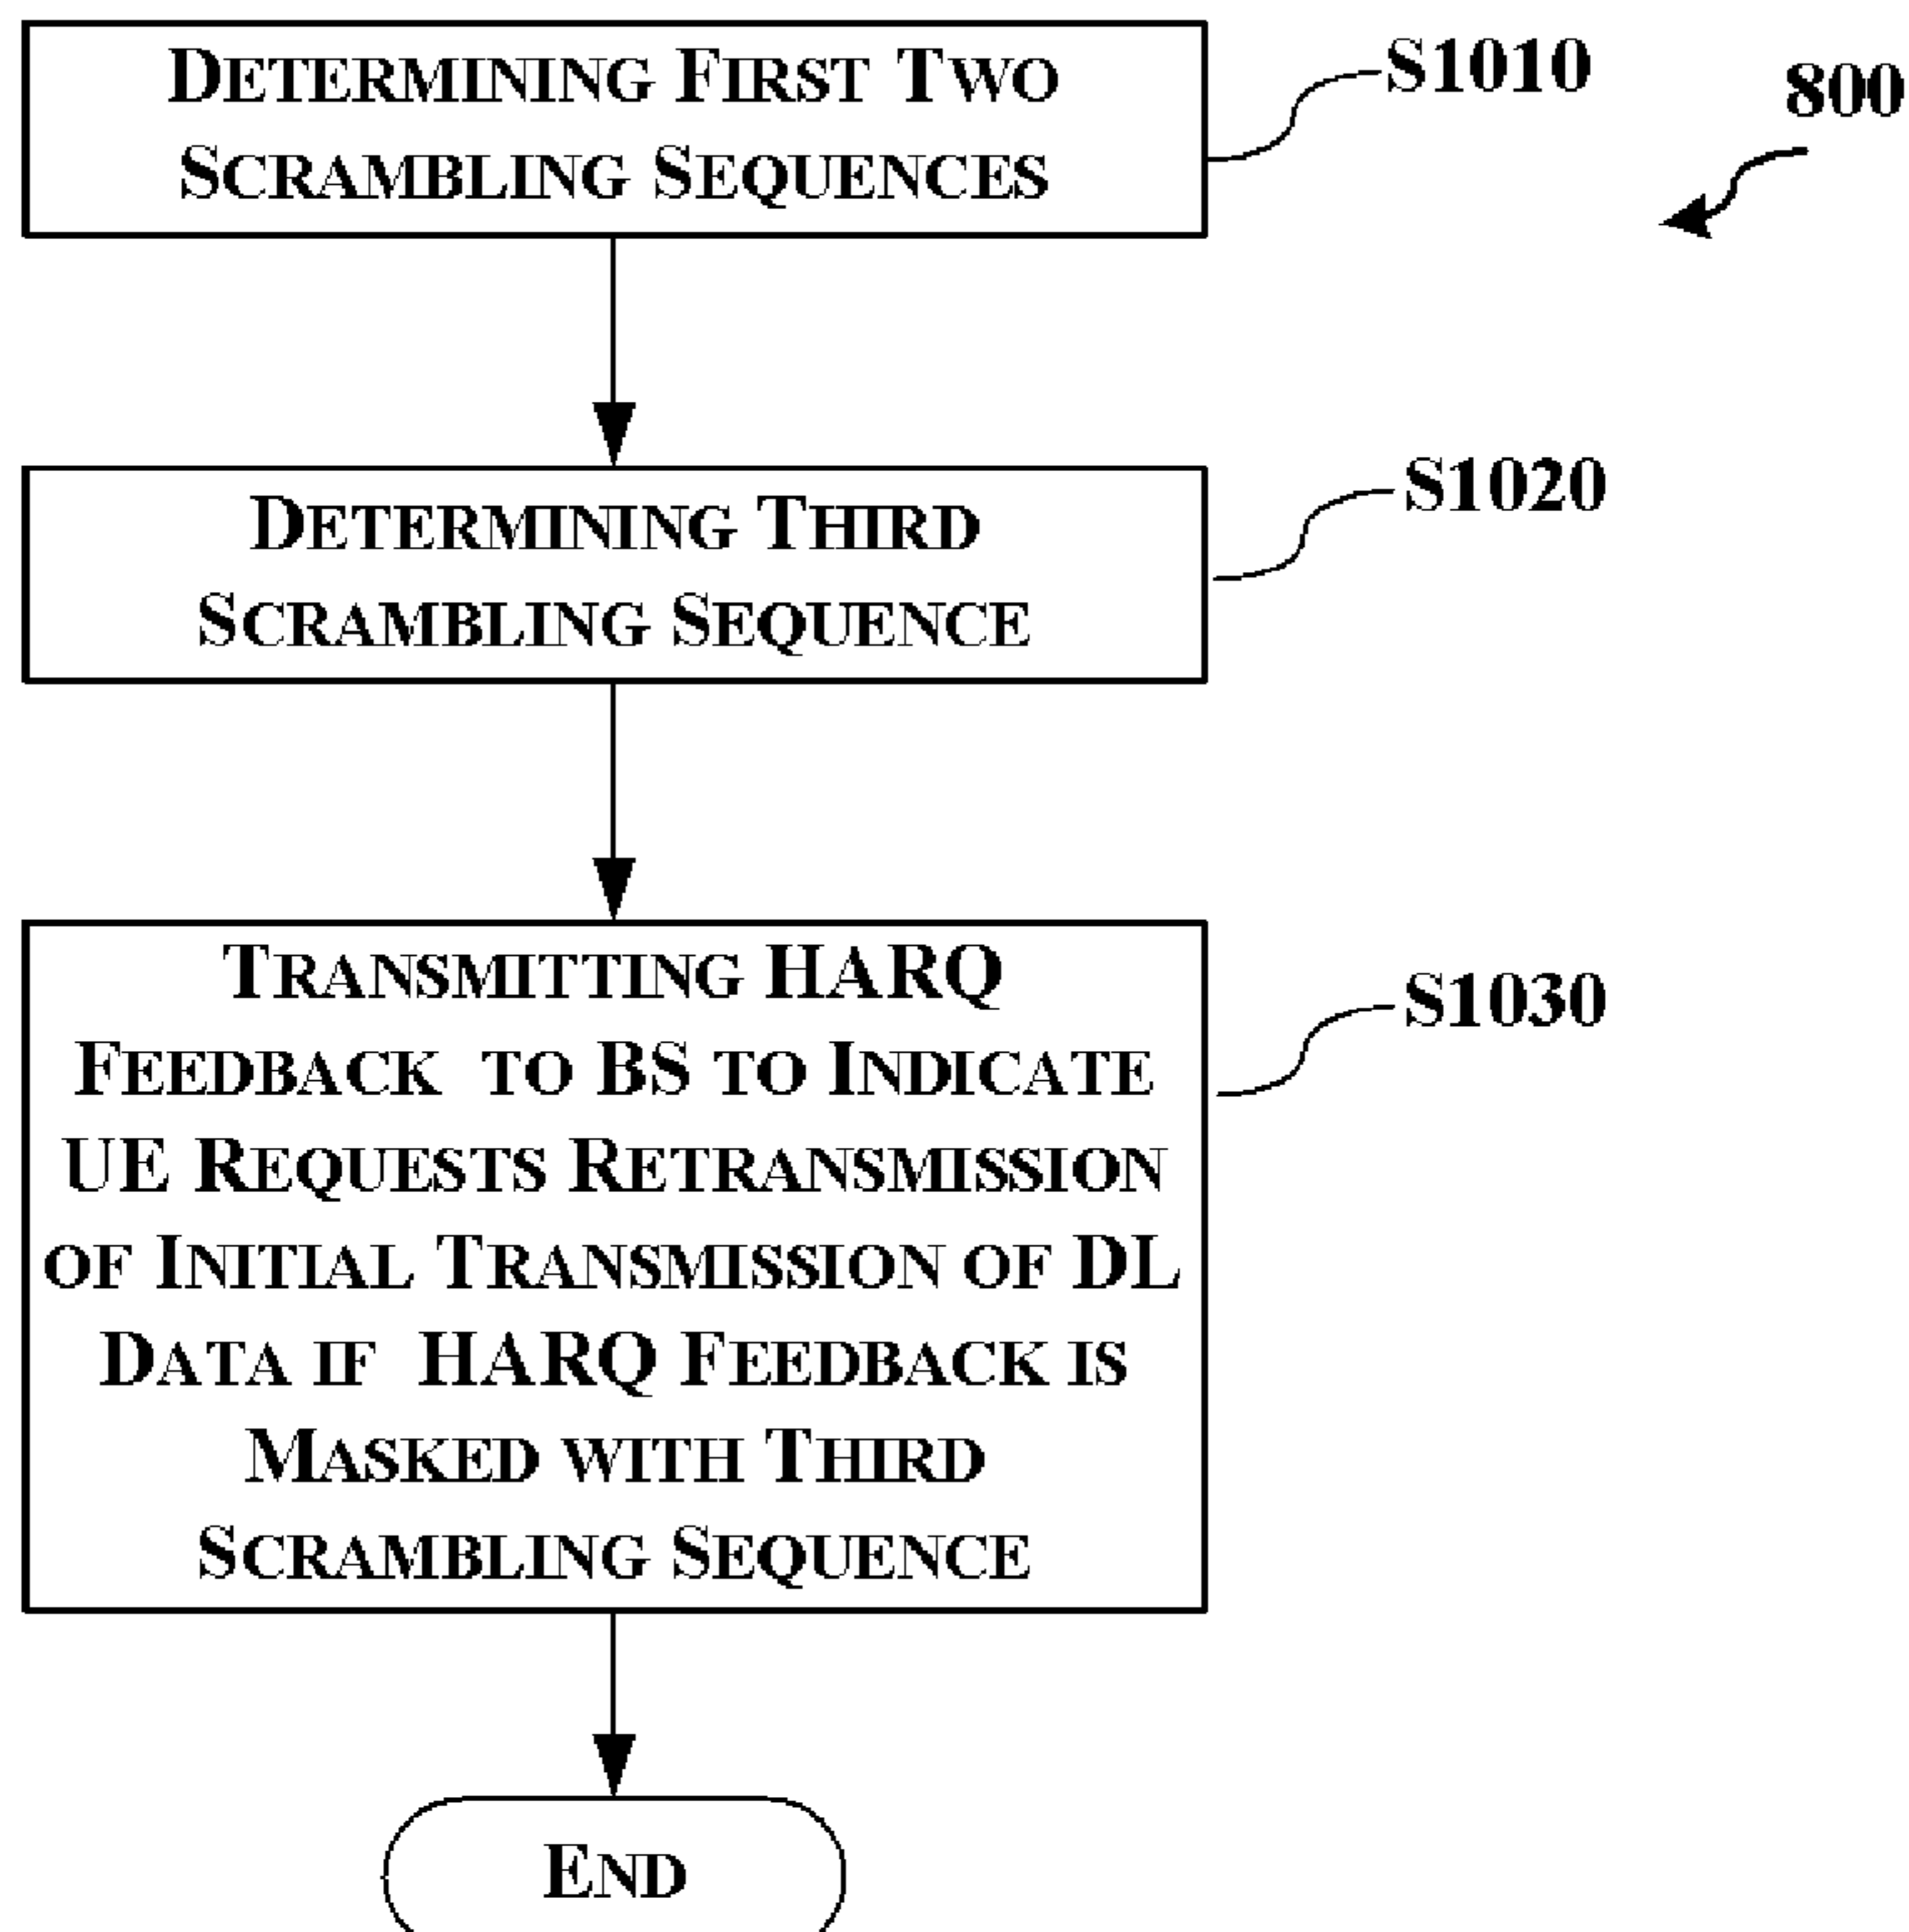 DETERMINING FIRST TWO
SCRAMBLING SEQUENCES
S1010
800
DETERMINING THIRD
SCRAMBLING SEQUENCE
S1020
TRANSMITTING HARQ
FEEDBACK TO BS TO INDICATE
UE REQUESTS RETRANSMISSION
OF INITIAL TRANSMISSION OF DL
DATA IF HARQ FEEDBACK IS
MASKED WITH THIRD
SCRAMBLING SEQUENCE
S1030
END